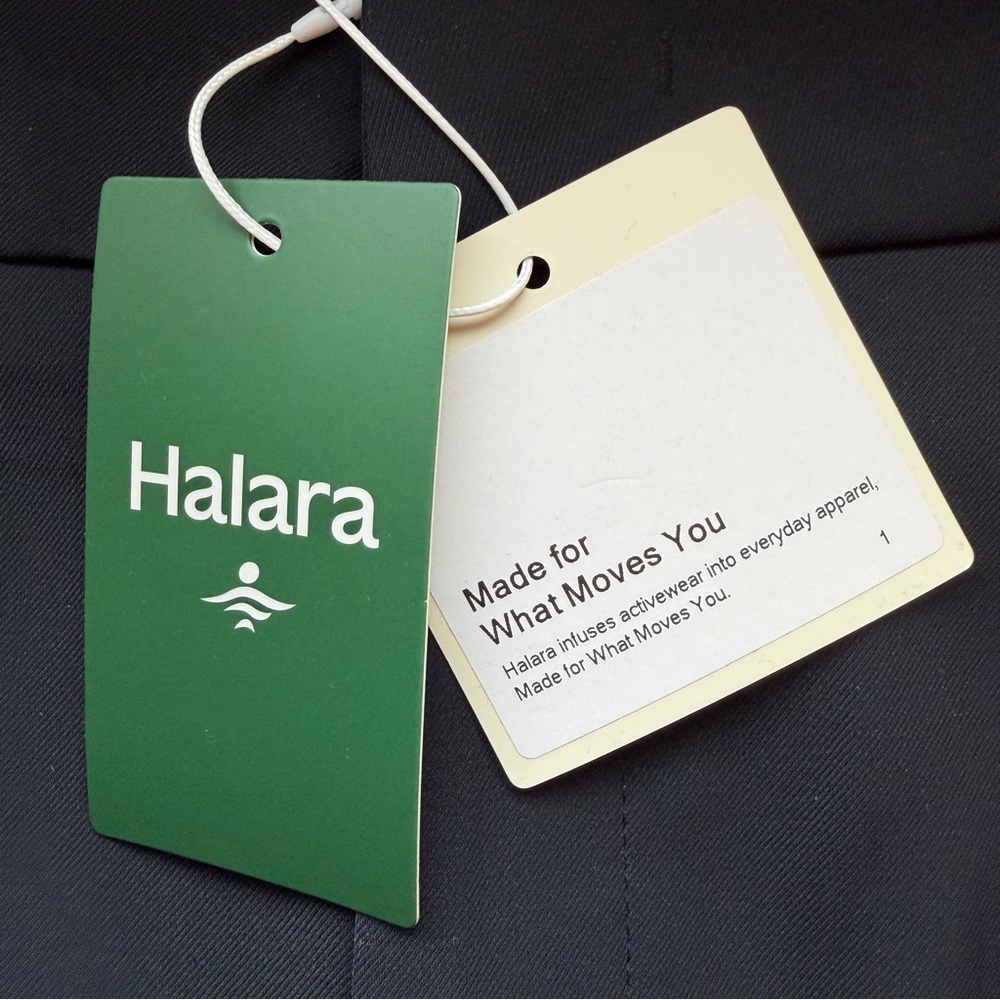 Halara
Made for
What Moves You
Halara infuses activewear into everyday apparel,
Made for What Moves You.
1